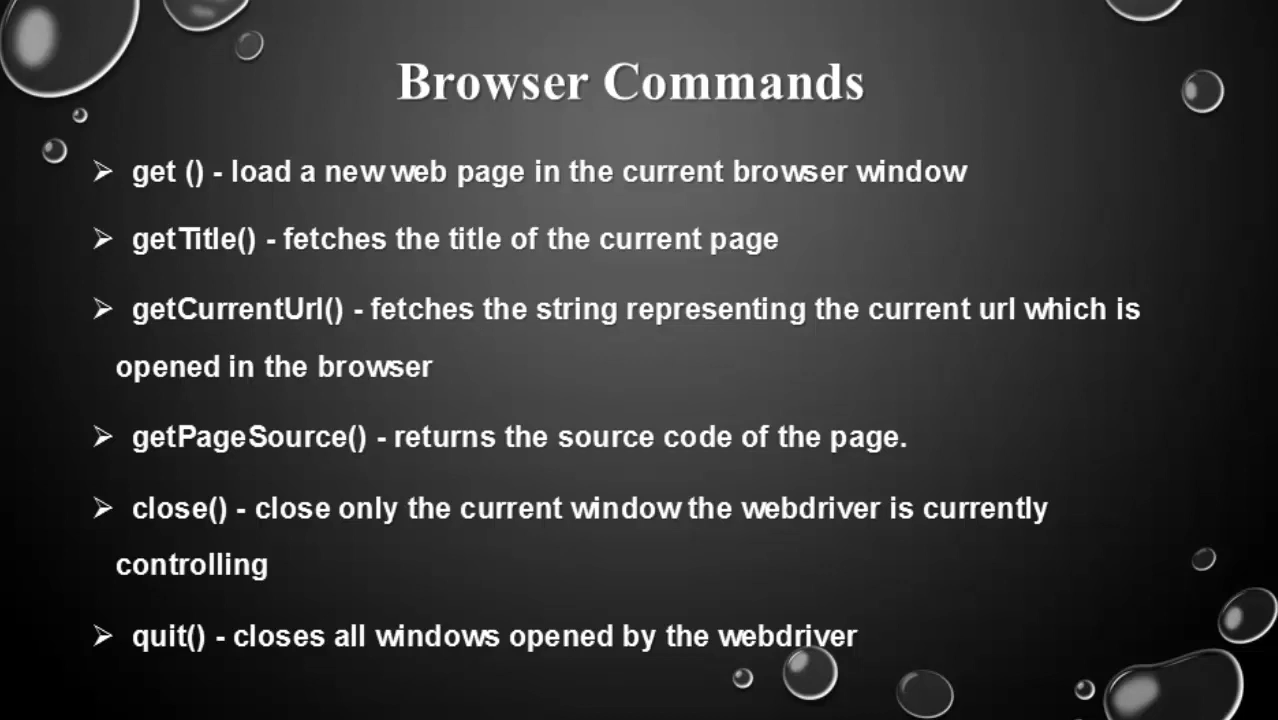 Browser Commands
➢ get () - load a new web page in the current browser window
➢ getTitle() - fetches the title of the current page
➢ getCurrentUrl() - fetches the string representing the current url which is
opened in the browser
➢ getPageSource() - returns the source code of the page.
➢ close() - close only the current window the webdriver is currently
controlling
➢ quit() - closes all windows opened by the webdriver